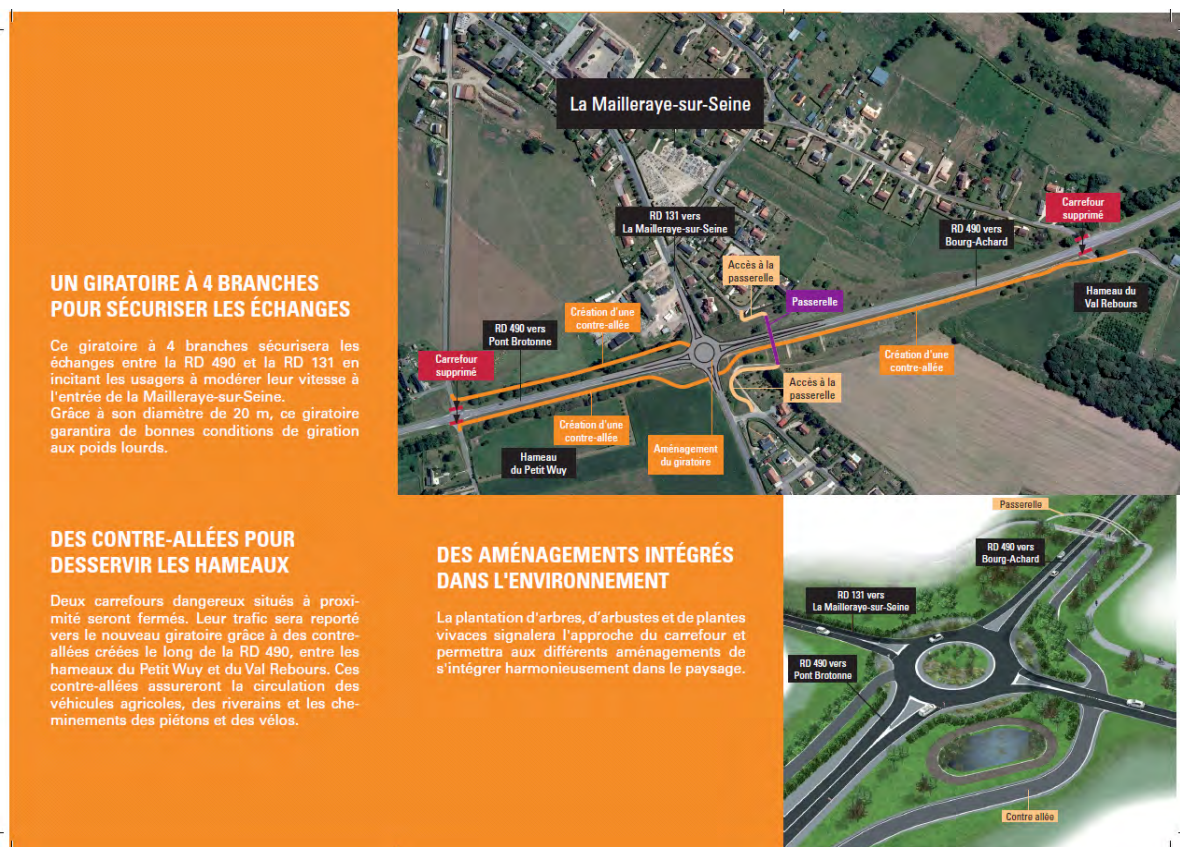 UN GIRATOIRE À 4 BRANCHES
POUR SÉCURISER LES ÉCHANGES
Ce giratoire à 4 branches sécurisera les
échanges entre la RD 490 et la RD 131 en
incitant les usagers à modérer leur vitesse à
l'entrée de la Mailleraye-sur-Seine.
Grâce à son diamètre de 20 m, ce giratoire
garantira de bonnes conditions de giration
aux poids lourds.
DES CONTRE-ALLÉES POUR
DESSERVIR LES HAMEAUX
Deux carrefours dangereux situés à proxi-
mité seront fermés. Leur trafic sera reporté
vers le nouveau giratoire grâce à des contre-
allées créées le long de la RD 490, entre les
hameaux du Petit Wuy et du Val Rebours. Ces
contre-allées assureront la circulation des
véhicules agricoles, des riverains et les che-
minements des piétons et des vélos.
DES AMÉNAGEMENTS INTÉGRÉS
DANS L'ENVIRONNEMENT
La plantation d'arbres, d'arbustes et de plantes
vivaces signalera l'approche du carrefour et
permettra aux différents aménagements de
s'intégrer harmonieusement dans le paysage.
La Mailleraye-sur-Seine
RD 131 vers
La Mailleraye-sur-Seine
RD 490 vers
Bourg-Achard
Carrefour
supprimé
Accès à la
passerelle
Passerelle
Hameau du
Val Rebours
Création d'une
contre-allée
RD 490 vers
Pont Brotonne
Carrefour
supprimé
Création d'une
contre-allée
Accès à la
passerelle
Création d'une
contre-allée
Aménagement
du giratoire
Hameau
du Petit Wuy
Passerelle
RD 490 vers
Bourg-Achard
RD 131 vers
La Mailleraye-sur-Seine
RD 490 vers
Pont Brotonne
Contre allée